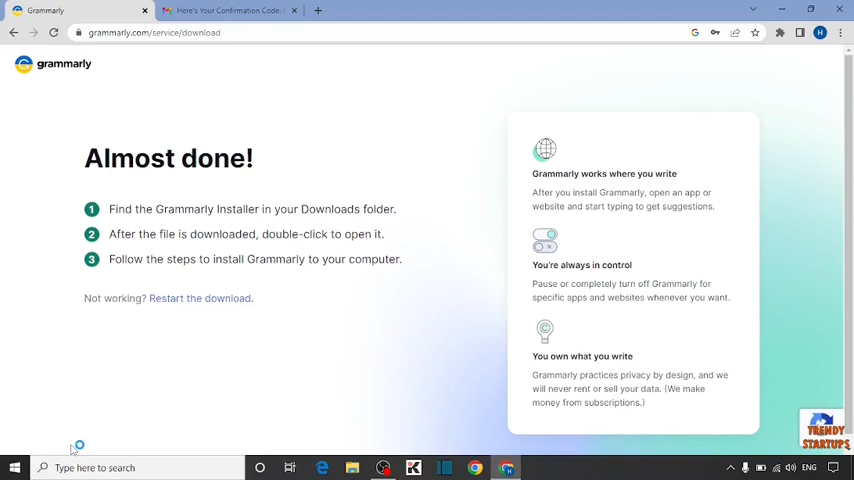 Grammarly
Here's Your Confirmation Code:
grammarly.com/service/download
G
H
grammarly
Almost done!
1 Find the Grammarly Installer in your Downloads folder.
2 After the file is downloaded, double-click to open it.
3 Follow the steps to install Grammarly to your computer.
Not working? Restart the download.
Grammarly works where you write
After you install Grammarly, open an app or
website and start typing to get suggestions.
You're always in control
Pause or completely turn off Grammarly for
specific apps and websites whenever you want.
You own what you write
Grammarly practices privacy by design, and we
will never rent or sell your data. (We make
money from subscriptions.)
TRENDY
STARTUPS
Type here to search
K
ENG